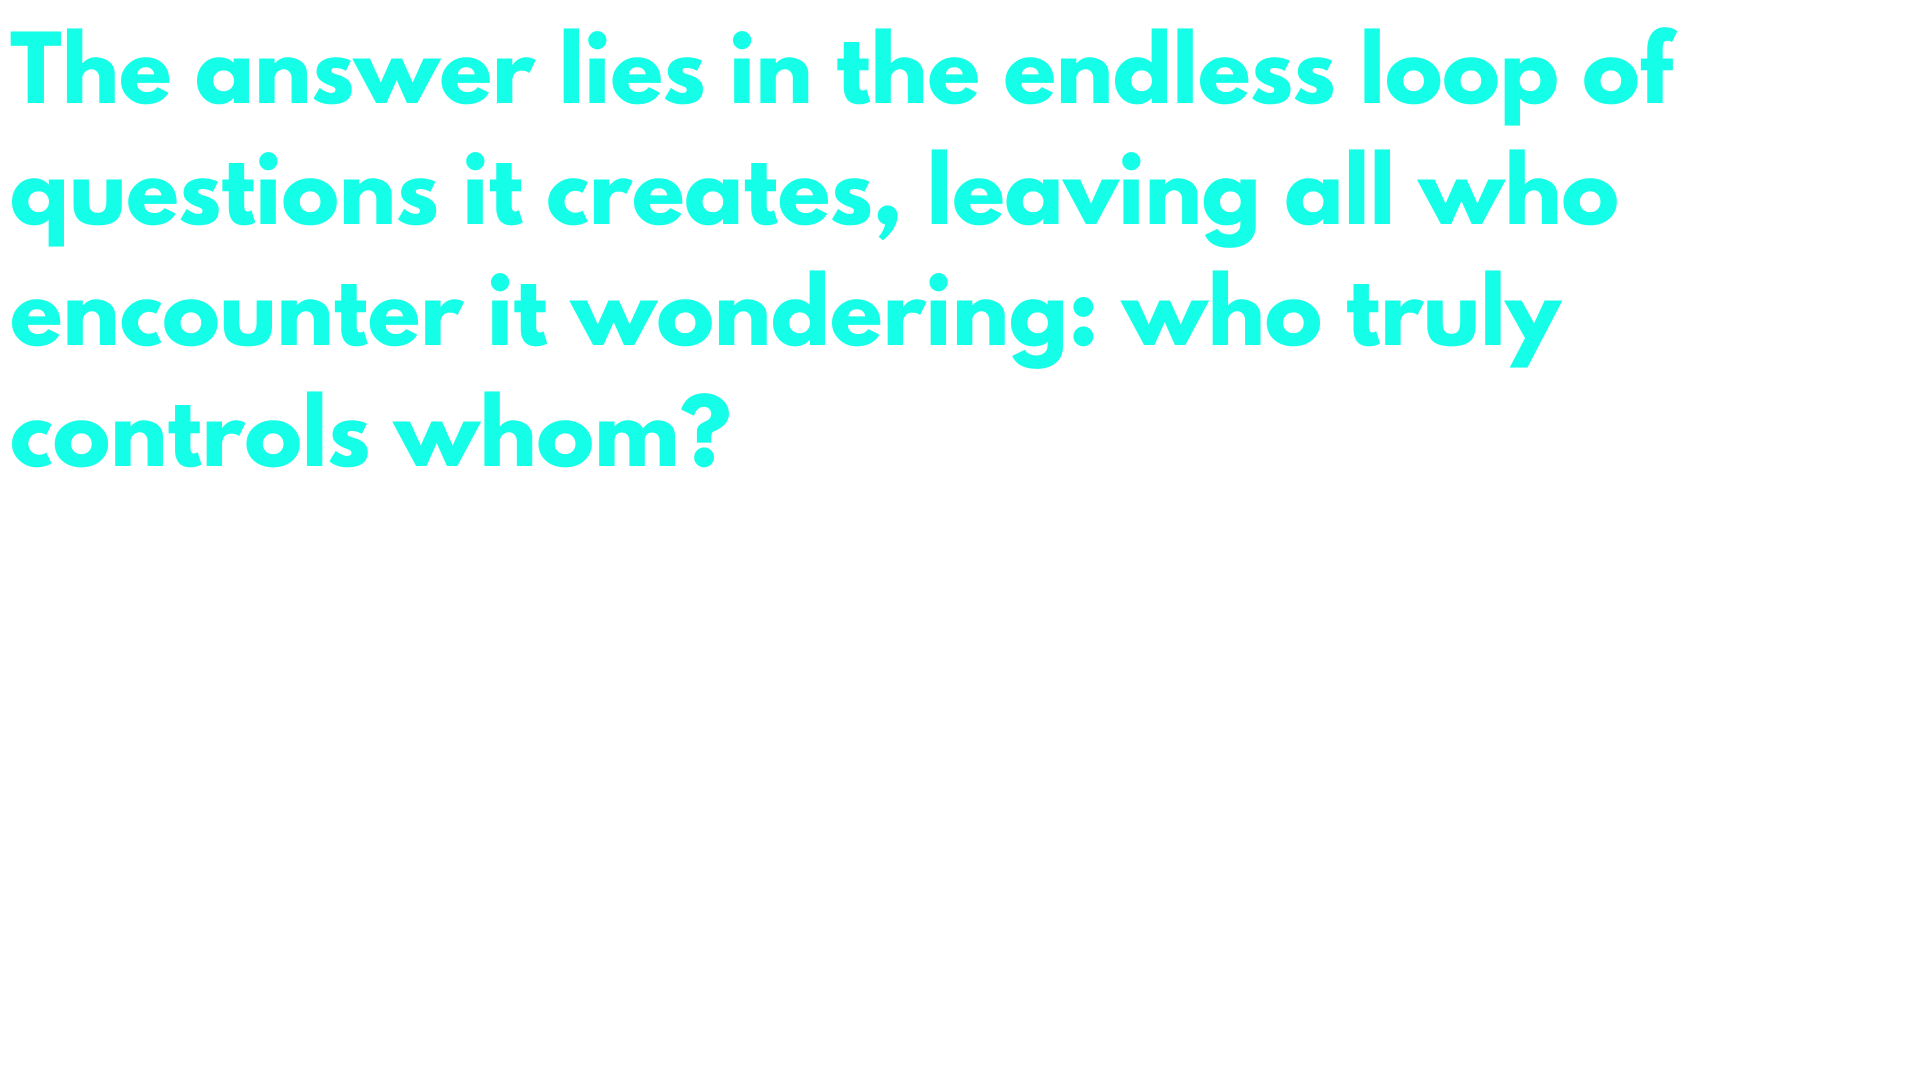 The answer lies in the endless loop of
questions it creates, leaving all who
encounter it wondering: who truly
controls whom?